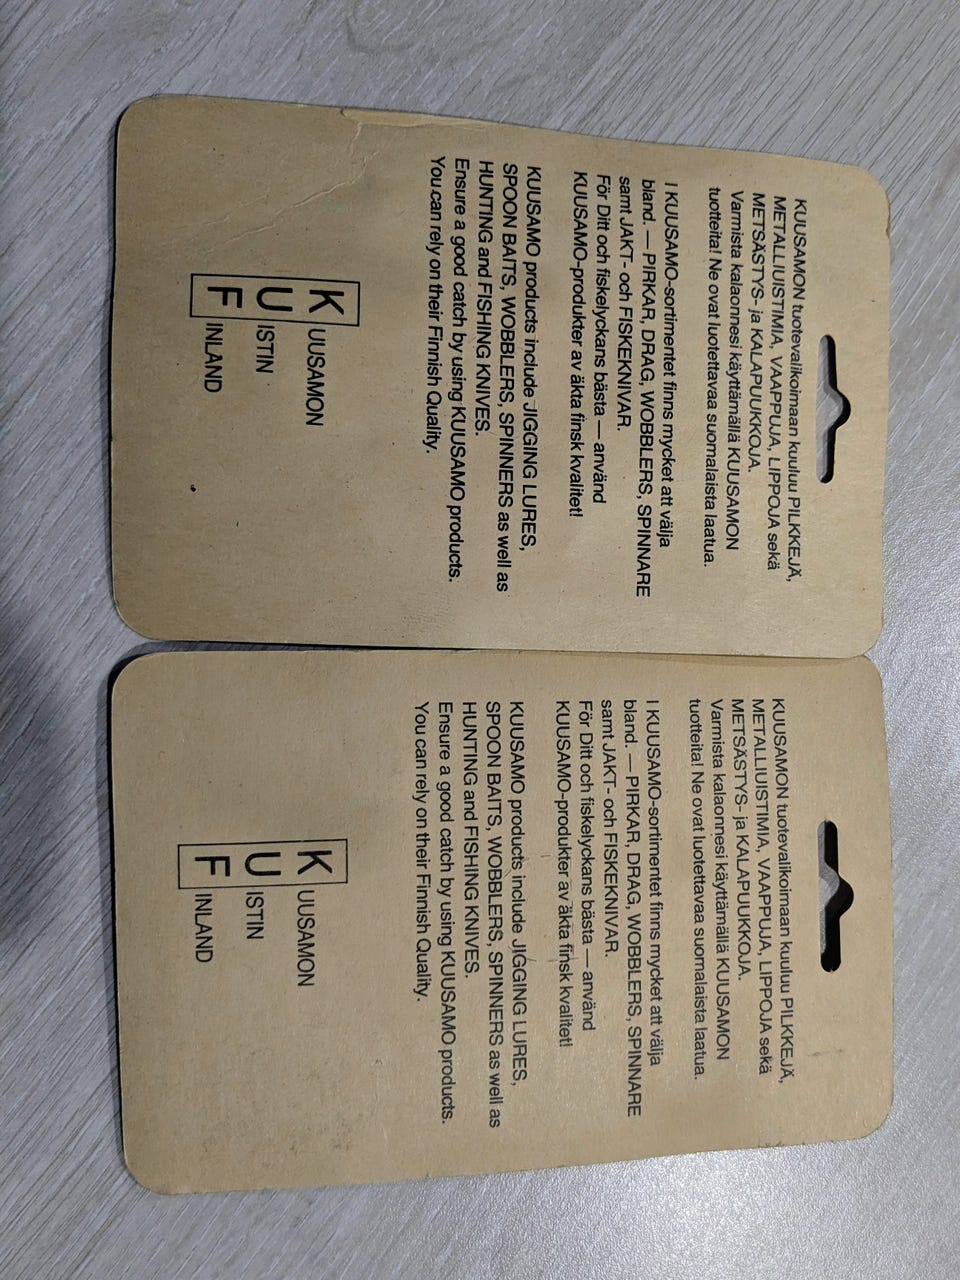 KUUSAMON tuotevalikoimaan kuuluu PILKKEJÄ,
METALLIUISTIMIA, VAAPPUJA, LIPPOJA sekä
METSÄSTYS- ja KALAPUUKKOJA.
Varmista kalaonnesi käyttämällä KUUSAMON
tuotteita! Ne ovat luotettavaa suomalaista laatua.
I KUUSAMO-sortimentet finns mycket att välja
bland. — PIRKAR, DRAG, WOBBLERS, SPINNARE
samt JAKT- och FISKEKNIVAR.
För Ditt och fiskelyckans bästa — använd
KUUSAMO-produkter av äkta finsk kvalitet!
KUUSAMO products include JIGGING LURES,
SPOON BAITS, WOBBLERS, SPINNERS as well as
HUNTING and FISHING KNIVES.
Ensure a good catch by using KUUSAMO products.
You can rely on their Finnish Quality.
KUUSAMON
UISTIN
FINLAND
KUUSAMON tuotevalikoimaan kuuluu PILKKEJÄ,
METALLIUISTIMIA, VAAPPUJA, LIPPOJA sekä
METSÄSTYS- ja KALAPUUKKOJA.
Varmista kalaonnesi käyttämällä KUUSAMON
tuotteita! Ne ovat luotettavaa suomalaista laatua.
I KUUSAMO-sortimentet finns mycket att välja
bland. — PIRKAR, DRAG, WOBBLERS, SPINNARE
samt JAKT- och FISKEKNIVAR.
För Ditt och fiskelyckans bästa — använd
KUUSAMO-produkter av äkta finsk kvalitet!
KUUSAMO products include JIGGING LURES,
SPOON BAITS, WOBBLERS, SPINNERS as well as
HUNTING and FISHING KNIVES.
Ensure a good catch by using KUUSAMO products.
You can rely on their Finnish Quality.
KUUSAMON
UISTIN
FINLAND